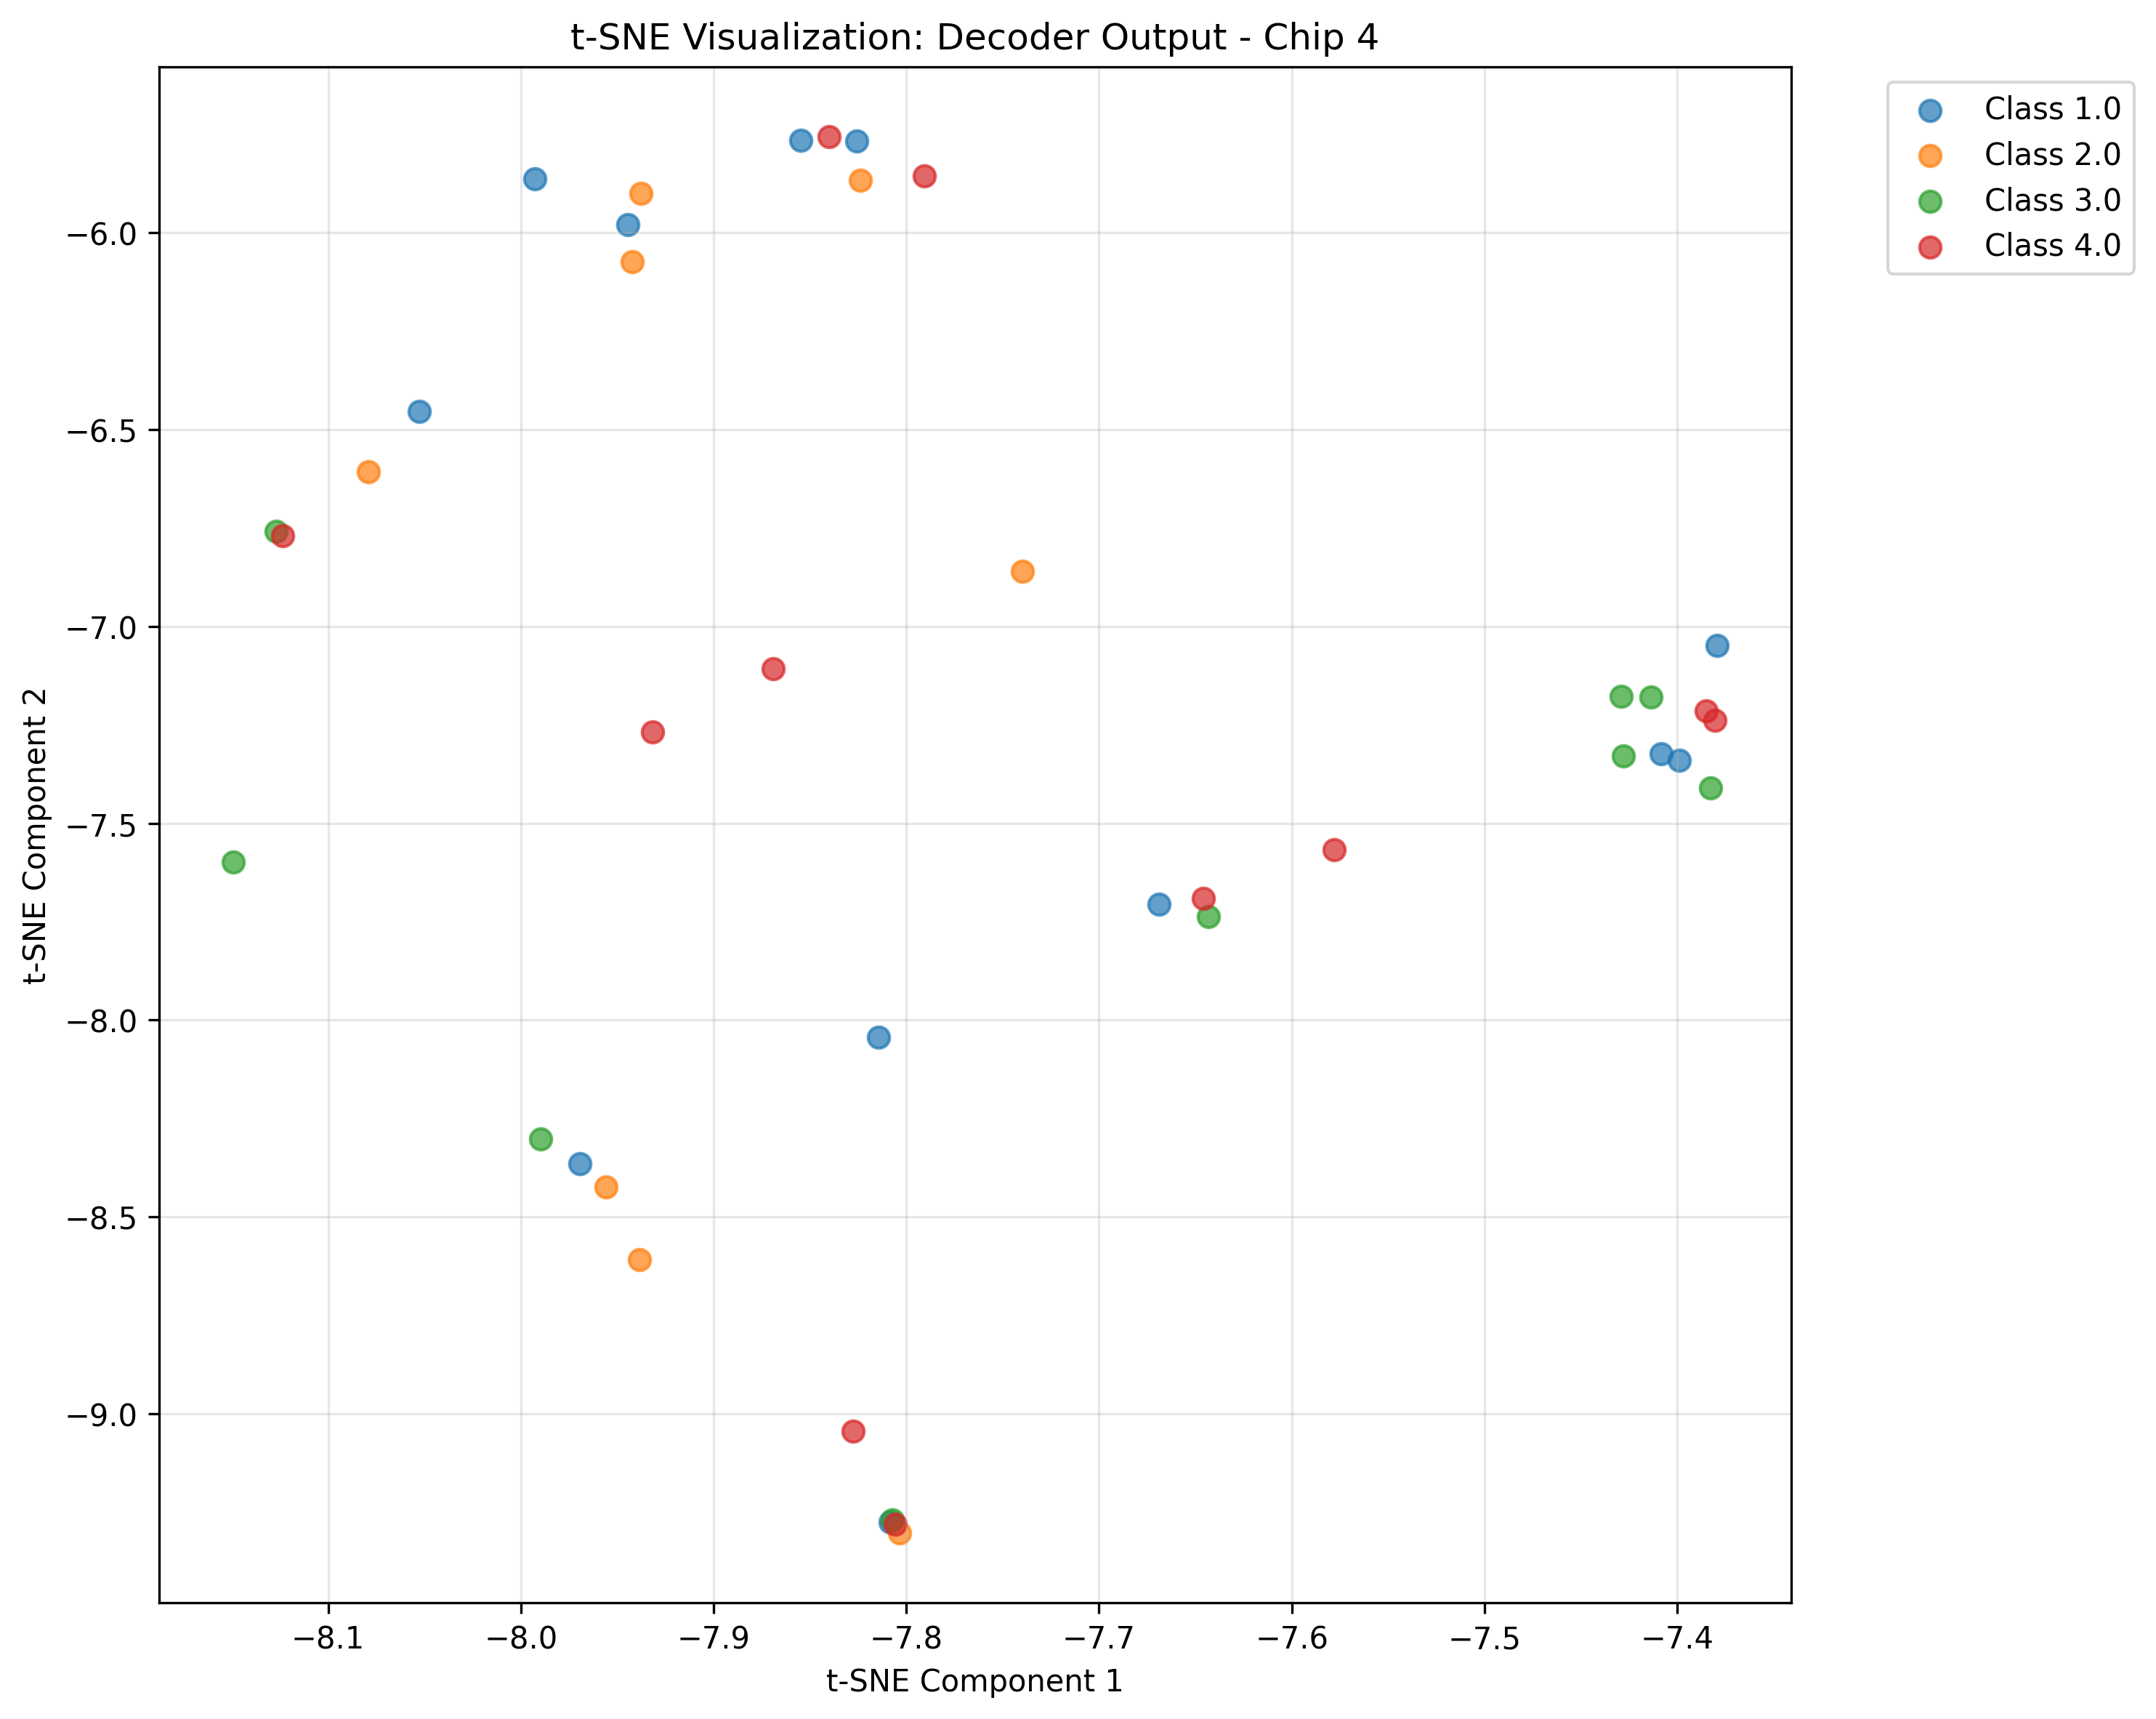 t-SNE Visualization: Decoder Output - Chip 4
Class 1.0
Class 2.0
Class 3.0
Class 4.0
t-SNE Component 2
−6.0
−6.5
−7.0
−7.5
−8.0
−8.5
−9.0
−8.1
−8.0
−7.9
−7.8
−7.7
−7.6
−7.5
−7.4
t-SNE Component 1